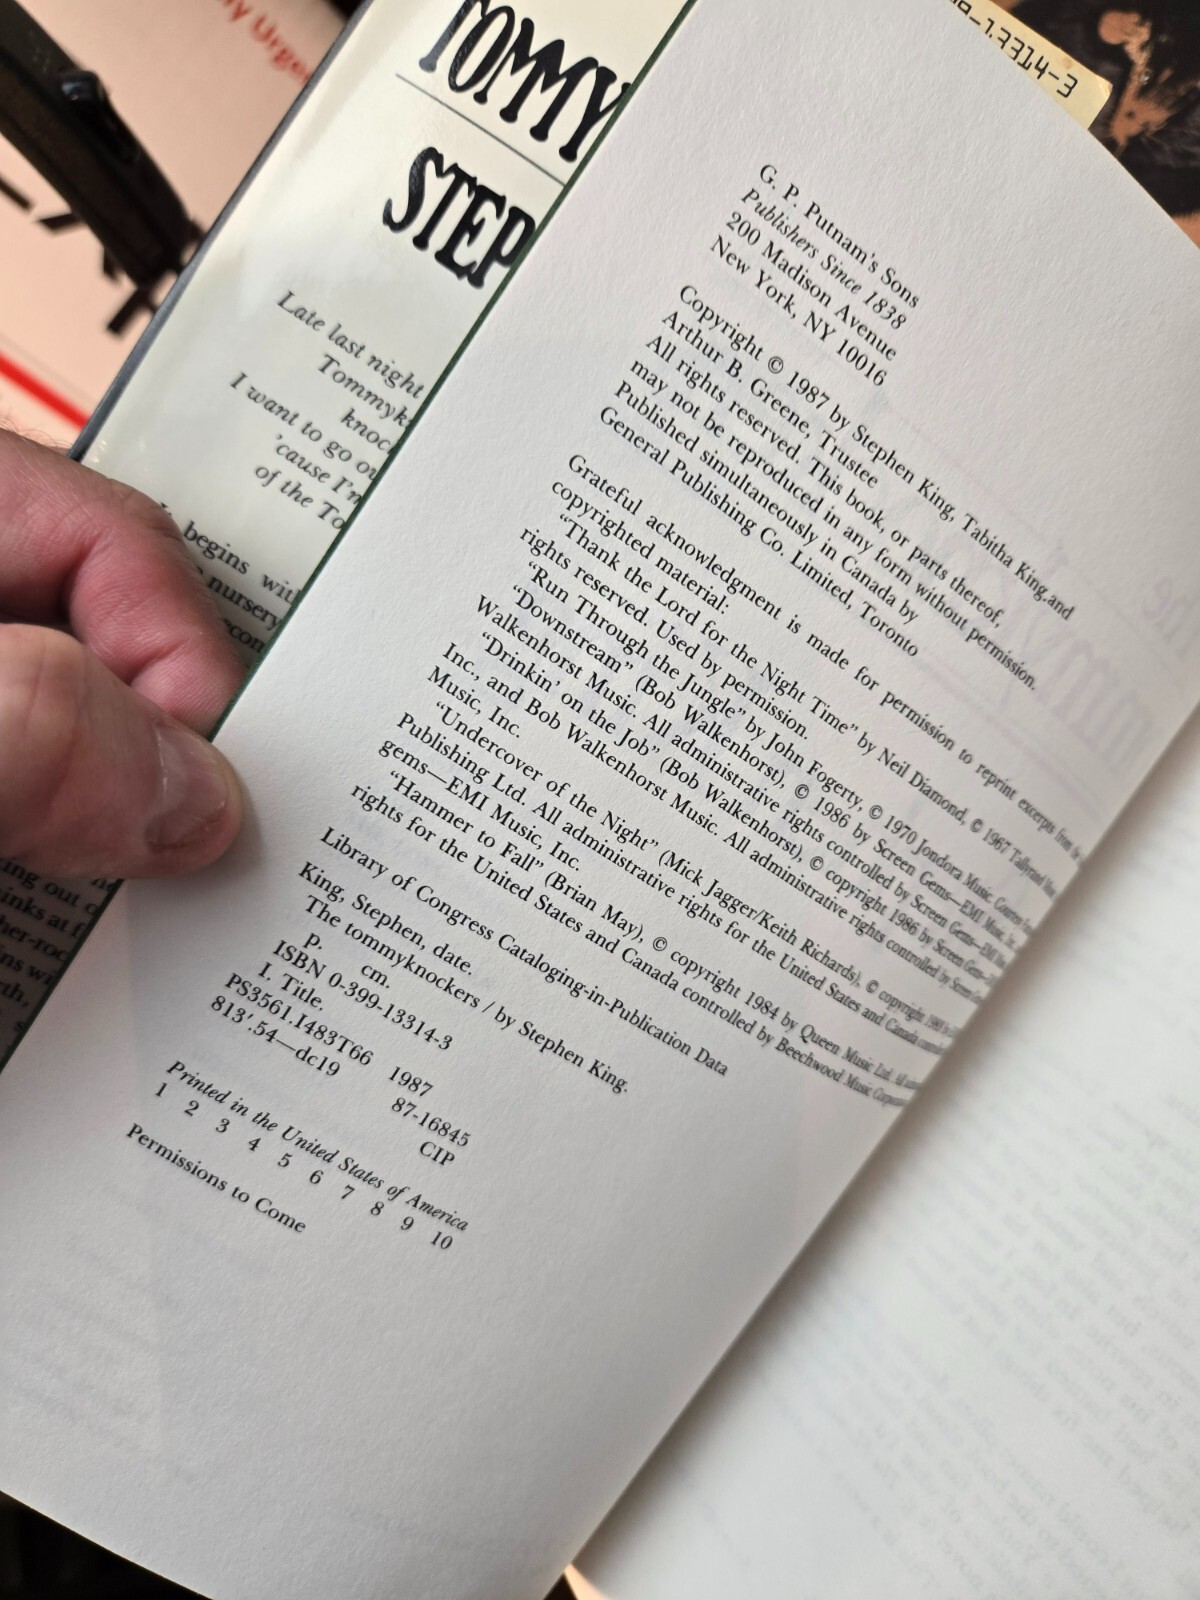 ny Urge
TOMMY
STEP
Late last night
Tommyk
knoc
I want to go ou
'cause I'm
of the To
begins wit
nursery
econ
9-13314-3
G. P. Putnam's Sons
Publishers Since 1838
200 Madison Avenue
New York, NY 10016
Copyright © 1987 by Stephen King, Tabitha King,and
Arthur B. Greene, Trustee
All rights reserved. This book, or parts thereof,
may not be reproduced in any form without permission.
Published simultaneously in Canada by
General Publishing Co. Limited, Toronto
Grateful acknowledgment is made for permission to reprint excerpts from
copyrighted material:
"Thank the Lord for the Night Time" by Neil Diamond, © 1967 Tallyrand
rights reserved. Used by permission.
"Run Through the Jungle" by John Fogerty, © 1970 Jondora Music
"Downstream" (Bob Walkenhorst), © 1986 by Screen Gems—EMI Music,
Walkenhorst Music. All administrative rights controlled by Screen Gems—EMI
"Drinkin' on the Job" (Bob Walkenhorst), © copyright 1986 by Screen Gems—
Inc., and Bob Walkenhorst Music. All administrative rights controlled by Screen
Music, Inc.
"Undercover of the Night" (Mick Jagger/Keith Richards), © copyright
Publishing Ltd. All administrative rights for the United States and Canada
gems—EMI Music, Inc.
"Hammer to Fall" (Brian May), © copyright 1984 by Queen Music Ltd. All
rights for the United States and Canada controlled by Beechwood Music
Library of Congress Cataloging-in-Publication Data
King, Stephen, date.
The tommyknockers / by Stephen King.
p. cm.
ISBN 0-399-13314-3
I. Title.
PS3561.I483T66 1987 87-16845
813'.54—dc19 CIP
Printed in the United States of America
1 2 3 4 5 6 7 8 9 10
Permissions to Come